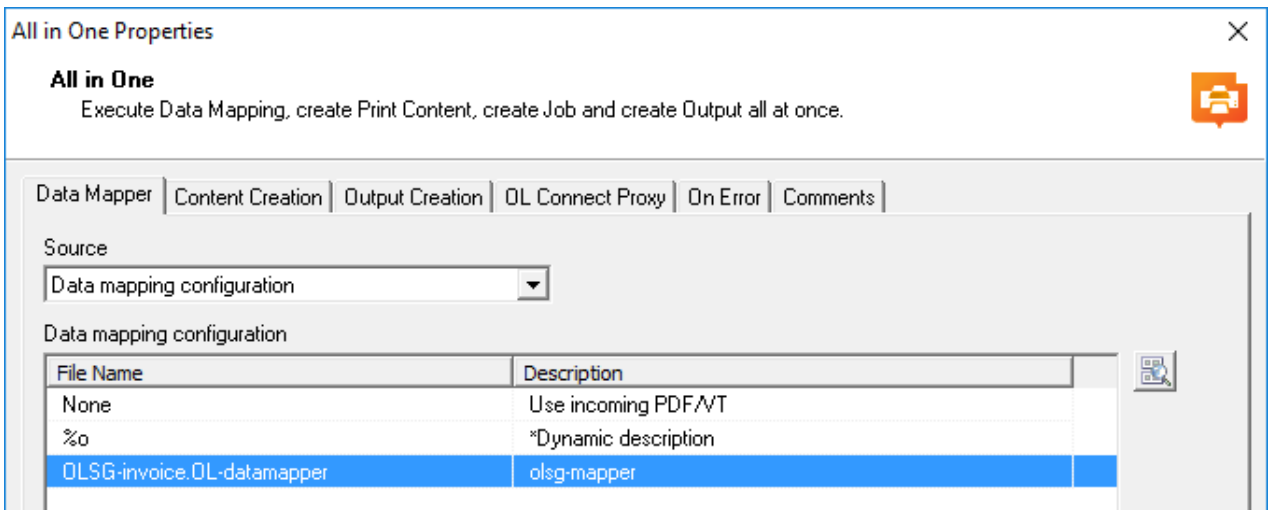 All in One Properties
All in One
Execute Data Mapping, create Print Content, create Job and create Output all at once.
Data Mapper Content Creation Output Creation OL Connect Proxy On Error Comments
Source
Data mapping configuration
Data mapping configuration
File Name Description
None Use incoming PDF/VT
%o *Dynamic description
OLSG-invoice.OL-datamapper olsg-mapper